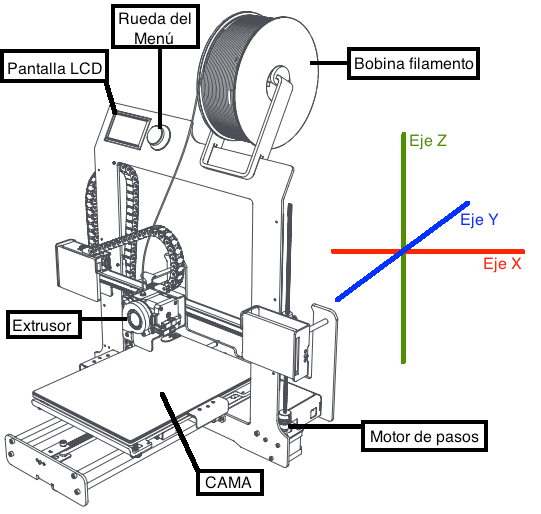 Rueda del
Menú
Pantalla LCD
Bobina filamento
Eje Z
Eje Y
Eje X
Extrusor
Motor de pasos
CAMA